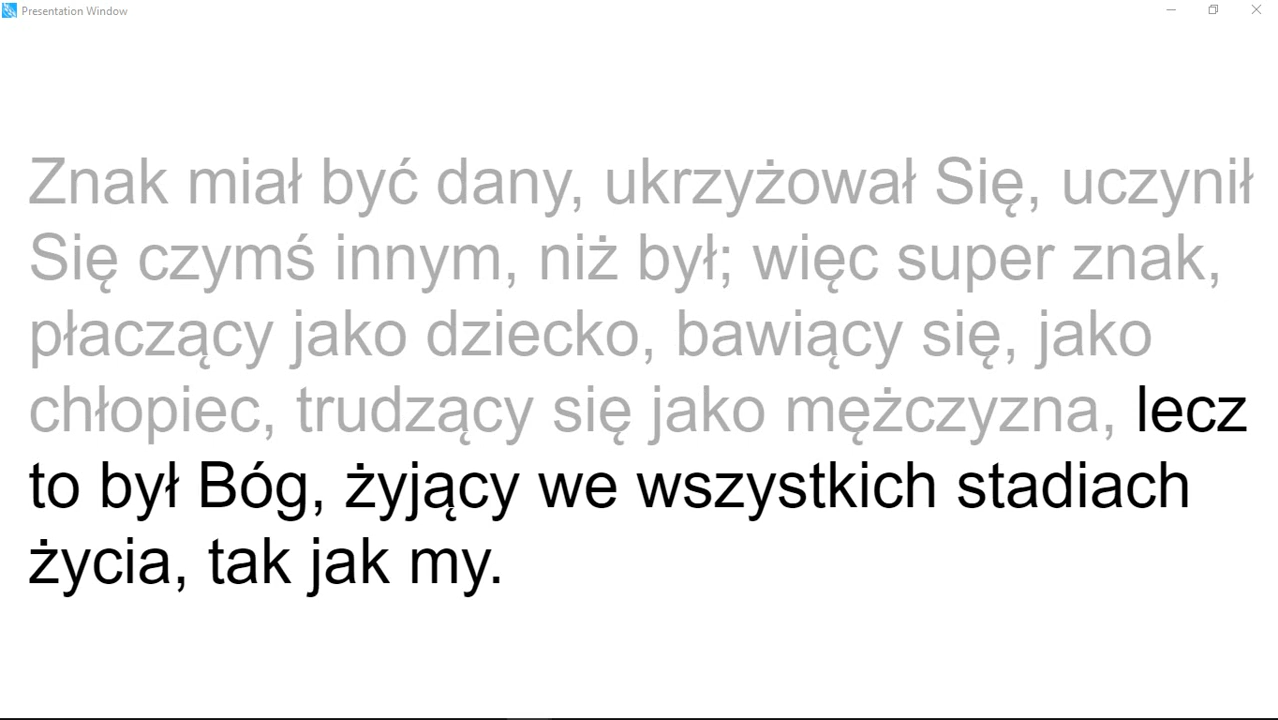 Presentation Window
Znak miał być dany, ukrzyżował Się, uczynił
Się czymś innym, niż był; więc super znak,
płaczący jako dziecko, bawiący się, jako
chłopiec, trudzący się jako mężczyzna, lecz
to był Bóg, żyjący we wszystkich stadiach
życia, tak jak my.